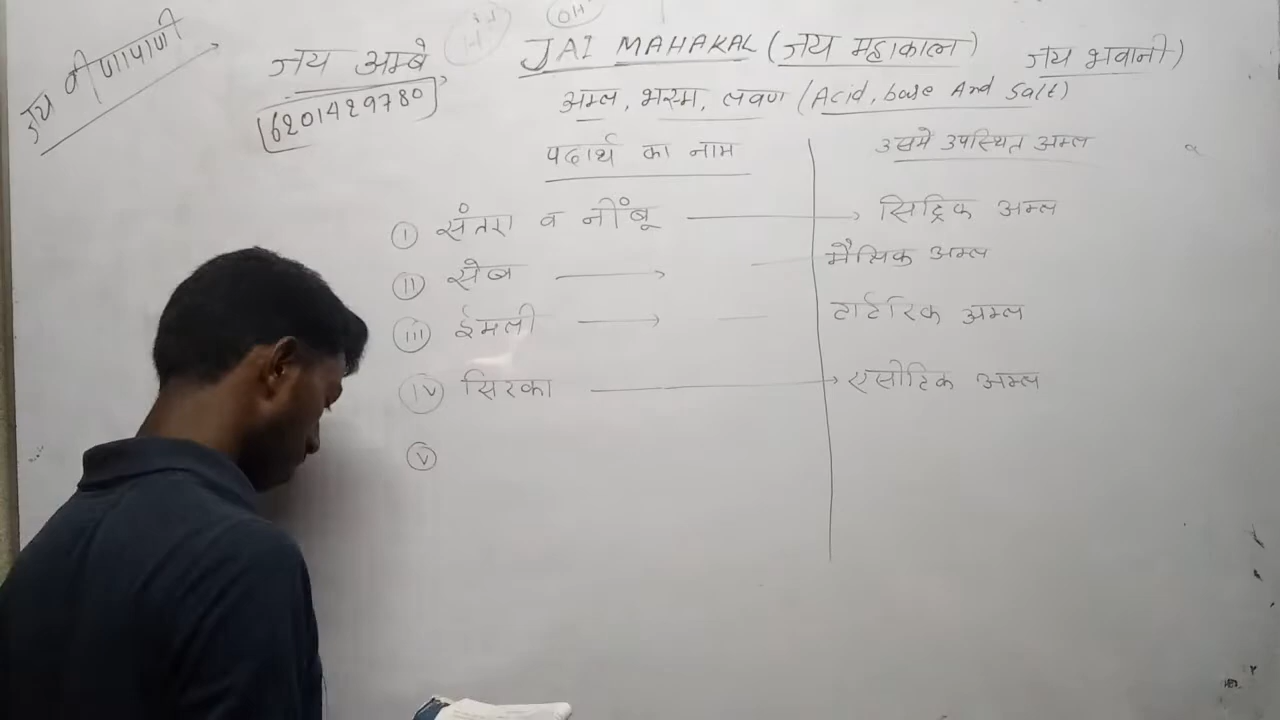 जय वीणापाणी
जय अम्बे
6201429780
OH
JAI MAHAKAL (जय महाकाल) जय भवानी)
अम्ल, भस्म, लवण (Acid, base And Salt)
पदार्थ का नाम उसमे उपस्थित अम्ल
(I) संतरा व नींबू → सिट्रिक अम्ल
(II) सेब → मैलिक अम्ल
(III) ईमली → टार्टरिक अम्ल
(IV) सिरका → एसीटिक अम्ल
(V)